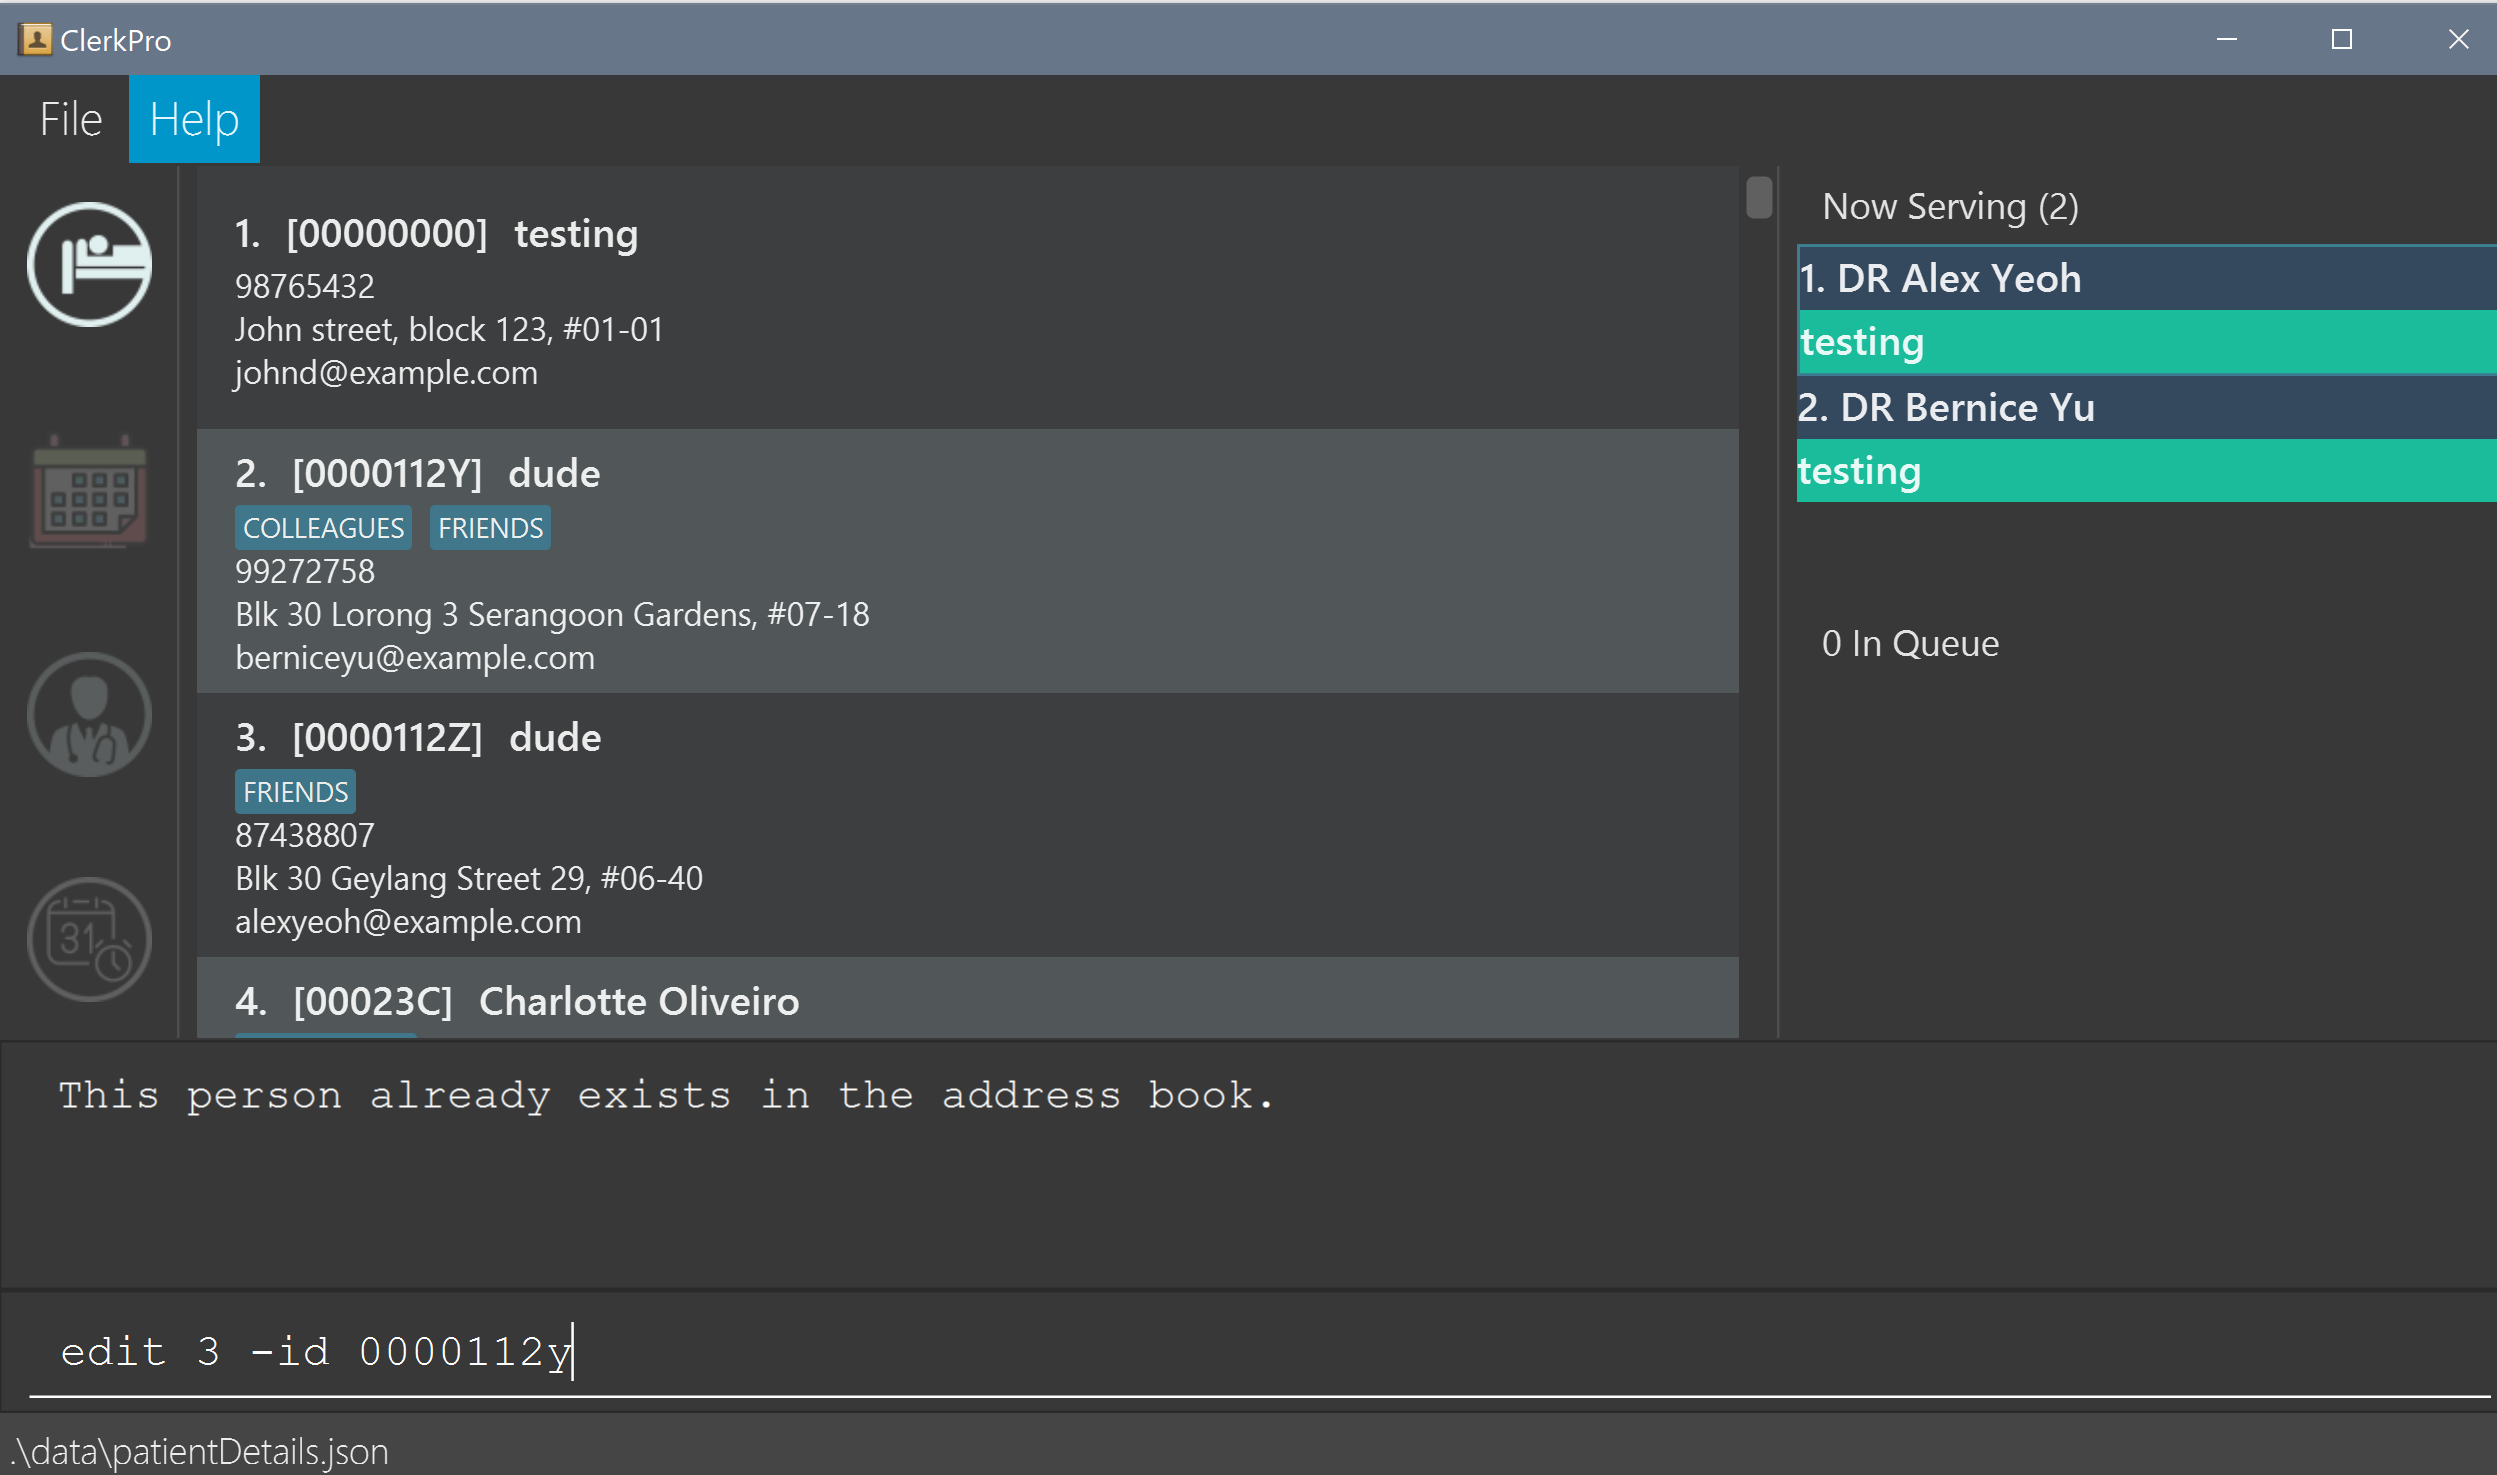 ClerkPro
File Help
1. [00000000] testing
98765432
John street, block 123, #01-01
johnd@example.com
2. [0000112Y] dude
COLLEAGUES FRIENDS
99272758
Blk 30 Lorong 3 Serangoon Gardens, #07-18
berniceyu@example.com
3. [0000112Z] dude
FRIENDS
87438807
Blk 30 Geylang Street 29, #06-40
alexyeoh@example.com
4. [00023C] Charlotte Oliveiro
31
Now Serving (2)
1. DR Alex Yeoh
testing
2. DR Bernice Yu
testing
0 In Queue
This person already exists in the address book.
edit 3 -id 0000112y
.\data\patientDetails.json